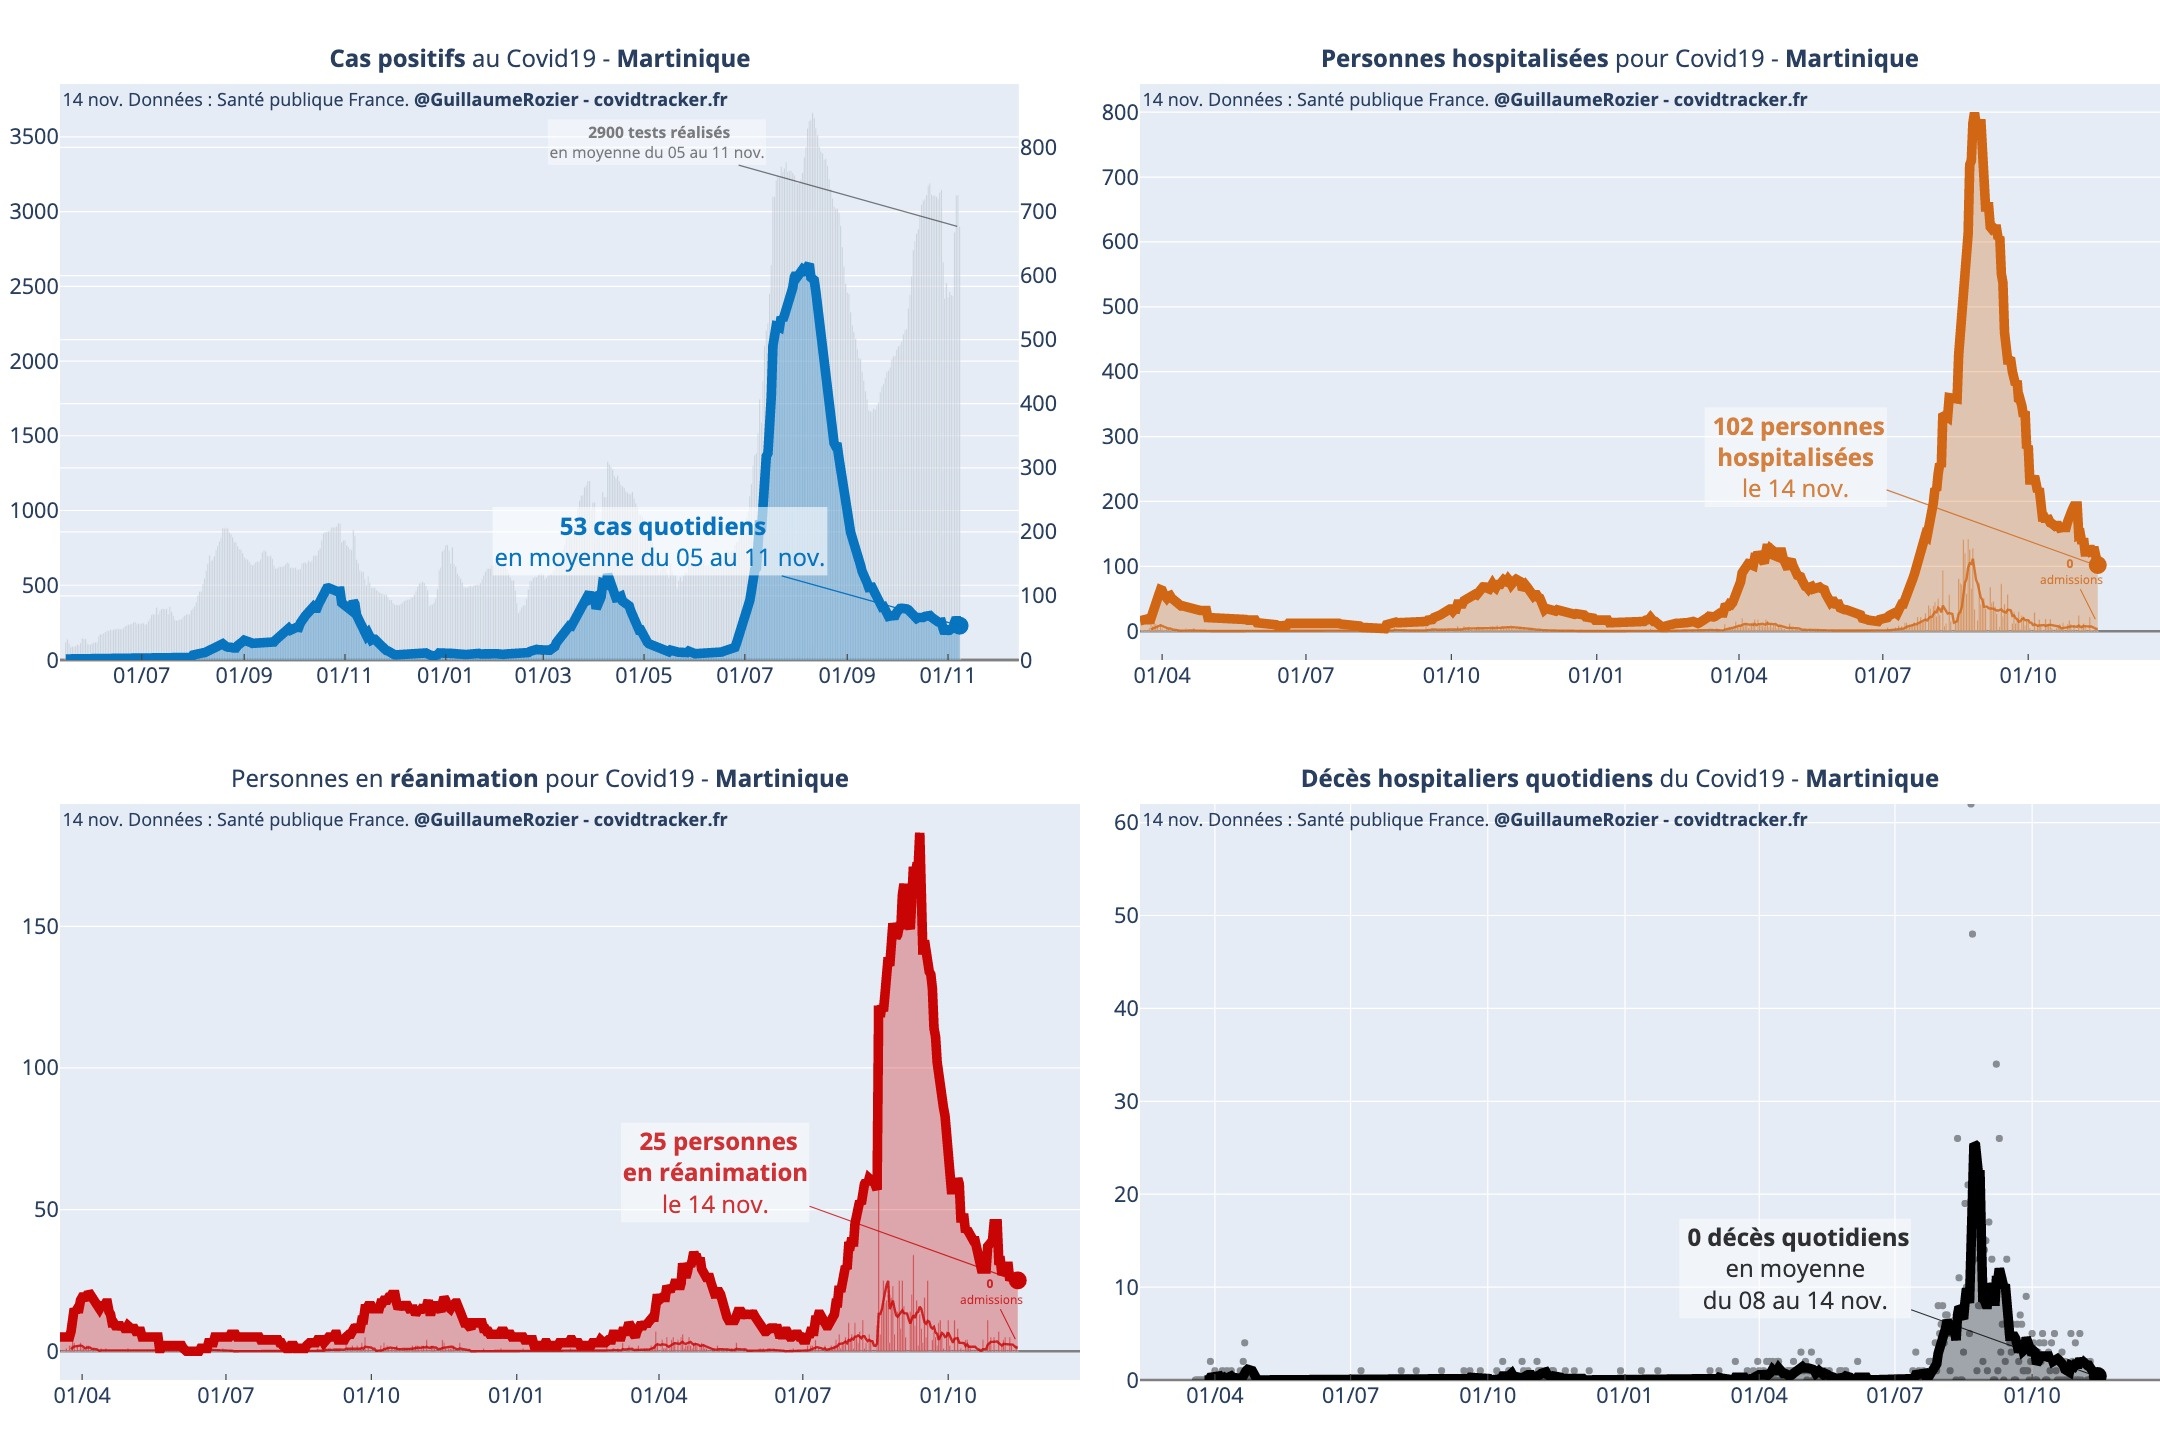 Cas positifs au Covid19 - Martinique
14 nov. Données : Santé publique France. @GuillaumeRozier - covidtracker.fr
2900 tests réalisés
en moyenne du 05 au 11 nov.
53 cas quotidiens
en moyenne du 05 au 11 nov.
3500
3000
2500
2000
1500
1000
500
0
800
700
600
500
400
300
200
100
0
01/07 01/09 01/11 01/01 01/03 01/05 01/07 01/09 01/11
Personnes hospitalisées pour Covid19 - Martinique
14 nov. Données : Santé publique France. @GuillaumeRozier - covidtracker.fr
800
700
600
500
400
300
200
100
0
102 personnes
hospitalisées
le 14 nov.
0
admissions
01/04 01/07 01/10 01/01 01/04 01/07 01/10
Personnes en réanimation pour Covid19 - Martinique
14 nov. Données : Santé publique France. @GuillaumeRozier - covidtracker.fr
150
100
50
0
25 personnes
en réanimation
le 14 nov.
0
admissions
01/04 01/07 01/10 01/01 01/04 01/07 01/10
Décès hospitaliers quotidiens du Covid19 - Martinique
14 nov. Données : Santé publique France. @GuillaumeRozier - covidtracker.fr
60
50
40
30
20
10
0
0 décès quotidiens
en moyenne
du 08 au 14 nov.
01/04 01/07 01/10 01/01 01/04 01/07 01/10